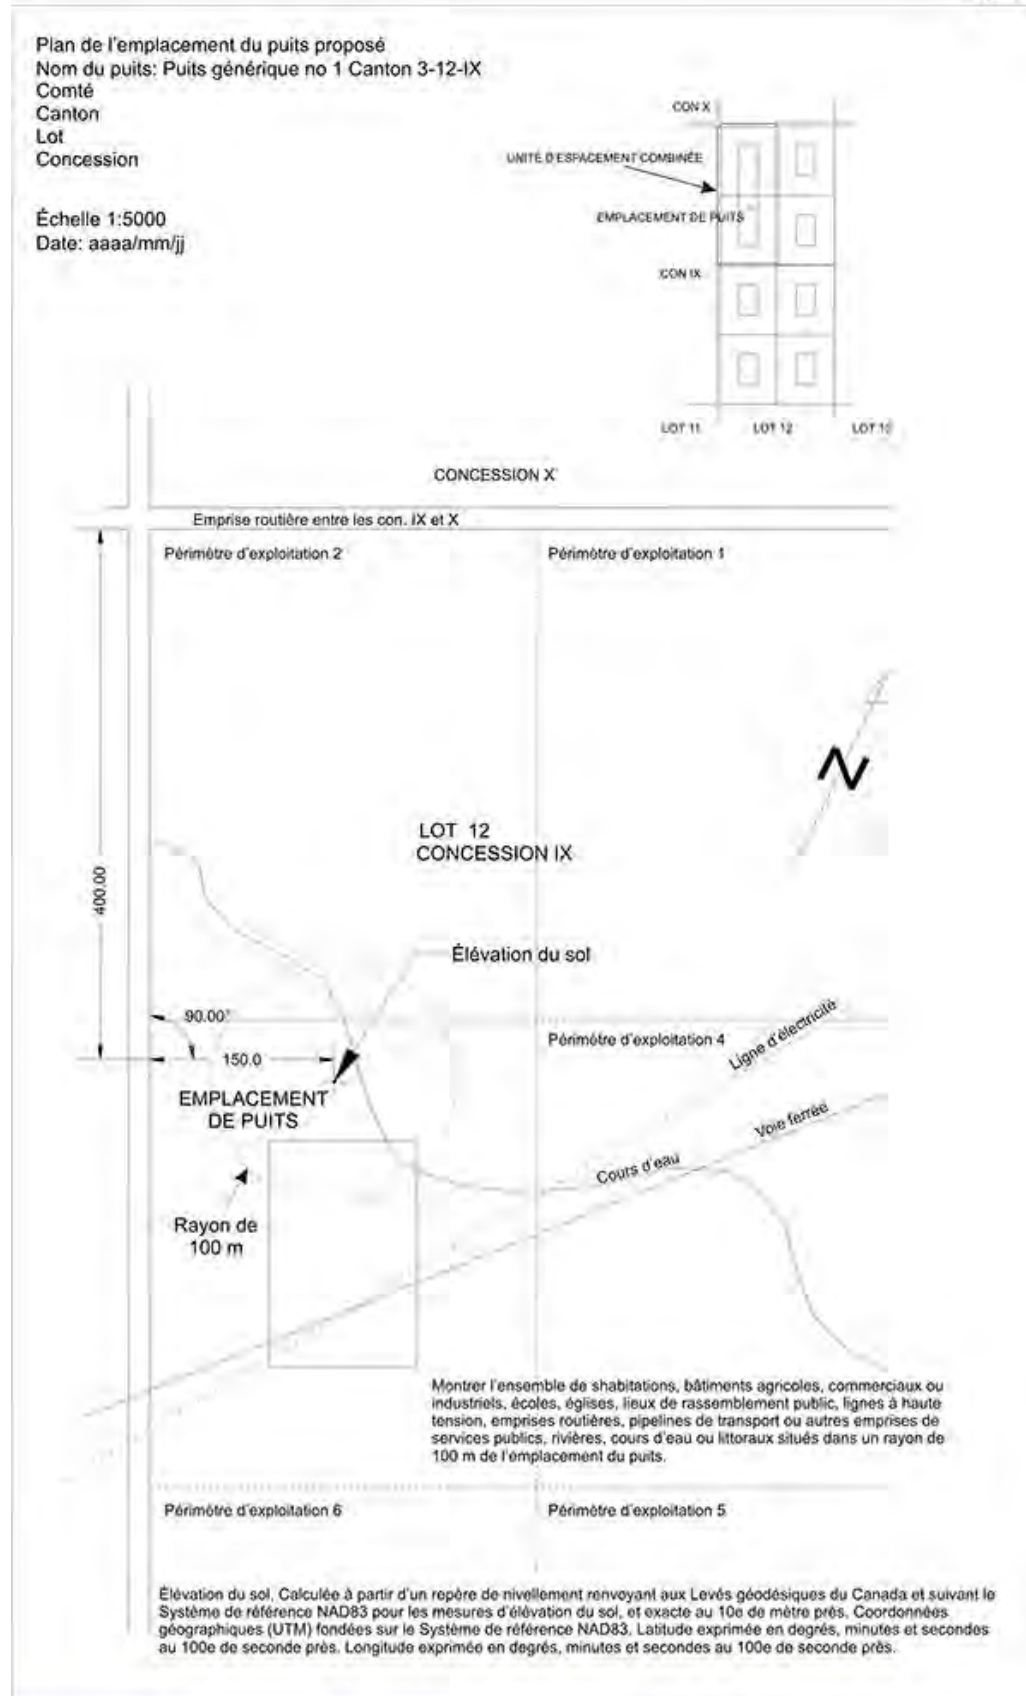 Plan de l'emplacement du puits proposé
Nom du puits: Puits générique no 1 Canton 3-12-IX
Comté
Canton
Lot
Concession
Échelle 1:5000
Date: aaaa/mm/jj
CON X
UNITÉ D'ESPACEMENT COMBINÉE
EMPLACEMENT DE PUITS
CON IX
LOT 11
LOT 12
LOT 13
CONCESSION X
Emprise routière entre les con. IX et X
Périmètre d'exploitation 2
Périmètre d'exploitation 1
N
LOT 12
CONCESSION IX
400.00
Élévation du sol
90.00°
Périmètre d'exploitation 4
Ligne d'électricité
150.0
EMPLACEMENT
DE PUITS
Voie ferrée
Cours d'eau
Rayon de
100 m
Montrer l'ensemble de shabitations, bâtiments agricoles, commerciaux ou
industriels, écoles, églises, lieux de rassemblement public, lignes à haute
tension, emprises routières, pipelines de transport ou autres emprises de
services publics, rivières, cours d'eau ou littoraux situés dans un rayon de
100 m de l'emplacement du puits.
Périmètre d'exploitation 6
Périmètre d'exploitation 5
Élévation du sol, Calculée à partir d'un repère de nivellement renvoyant aux Levés géodésiques du Canada et suivant le
Système de référence NAD83 pour les mesures d'élévation du sol, et exacte au 10e de mètre près. Coordonnées
géographiques (UTM) fondées sur le Système de référence NAD83. Latitude exprimée en degrés, minutes et secondes
au 100e de seconde près. Longitude exprimée en degrés, minutes et secondes au 100e de seconde près.